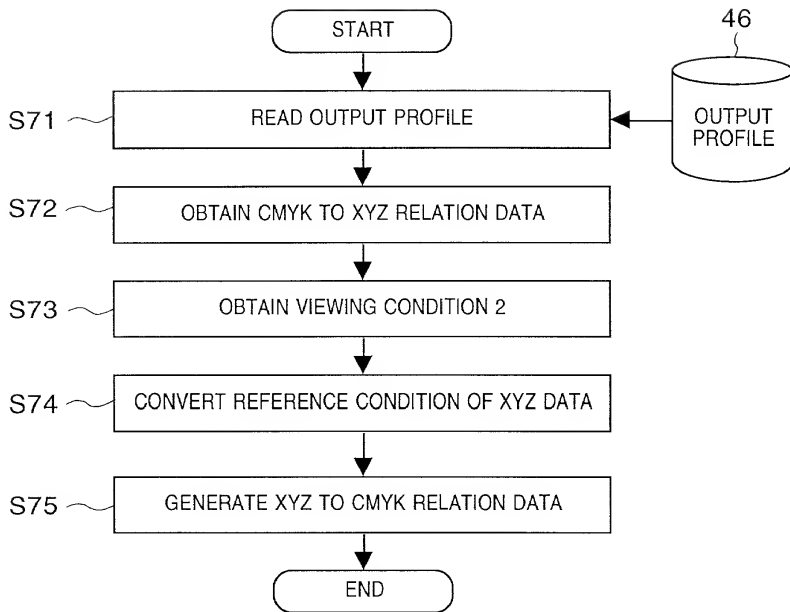 START
46
OUTPUT
PROFILE
S71
READ OUTPUT PROFILE
S72
OBTAIN CMYK TO XYZ RELATION DATA
S73
OBTAIN VIEWING CONDITION 2
S74
CONVERT REFERENCE CONDITION OF XYZ DATA
S75
GENERATE XYZ TO CMYK RELATION DATA
END